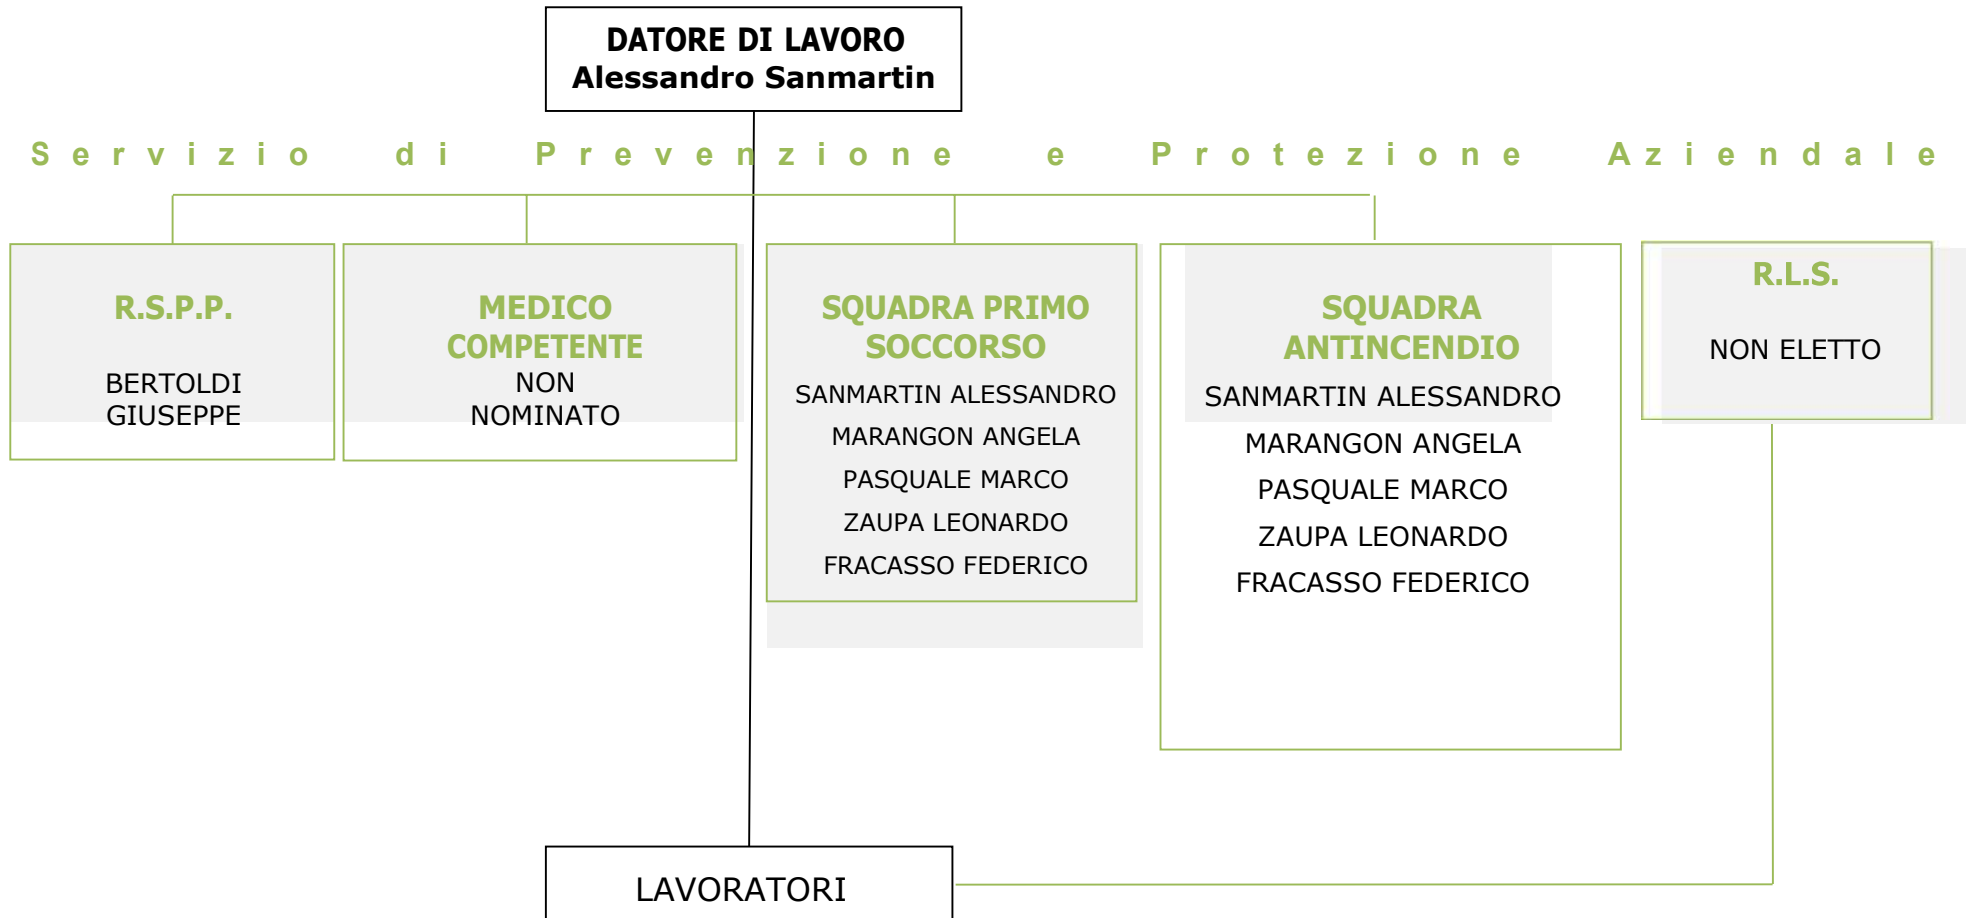 DATORE DI LAVORO
Alessandro Sanmartin
Servizio di Prevenzione e Protezione Aziendale
R.S.P.P.
BERTOLDI
GIUSEPPE
MEDICO
COMPETENTE
NON
NOMINATO
SQUADRA PRIMO
SOCCORSO
SANMARTIN ALESSANDRO
MARANGON ANGELA
PASQUALE MARCO
ZAUPA LEONARDO
FRACASSO FEDERICO
SQUADRA
ANTINCENDIO
SANMARTIN ALESSANDRO
MARANGON ANGELA
PASQUALE MARCO
ZAUPA LEONARDO
FRACASSO FEDERICO
R.L.S.
NON ELETTO
LAVORATORI